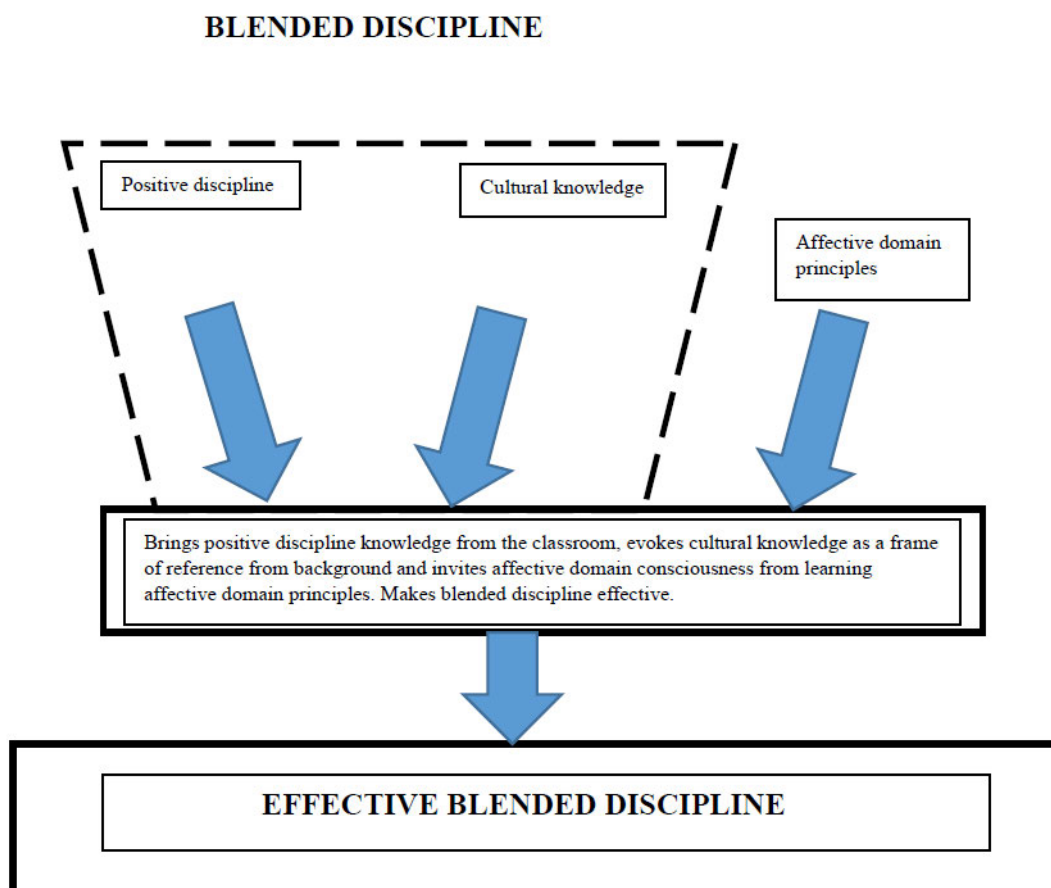 BLENDED DISCIPLINE
Positive discipline
Cultural knowledge
Affective domain
principles
Brings positive discipline knowledge from the classroom, evokes cultural knowledge as a frame
of reference from background and invites affective domain consciousness from learning
affective domain principles. Makes blended discipline effective.
EFFECTIVE BLENDED DISCIPLINE